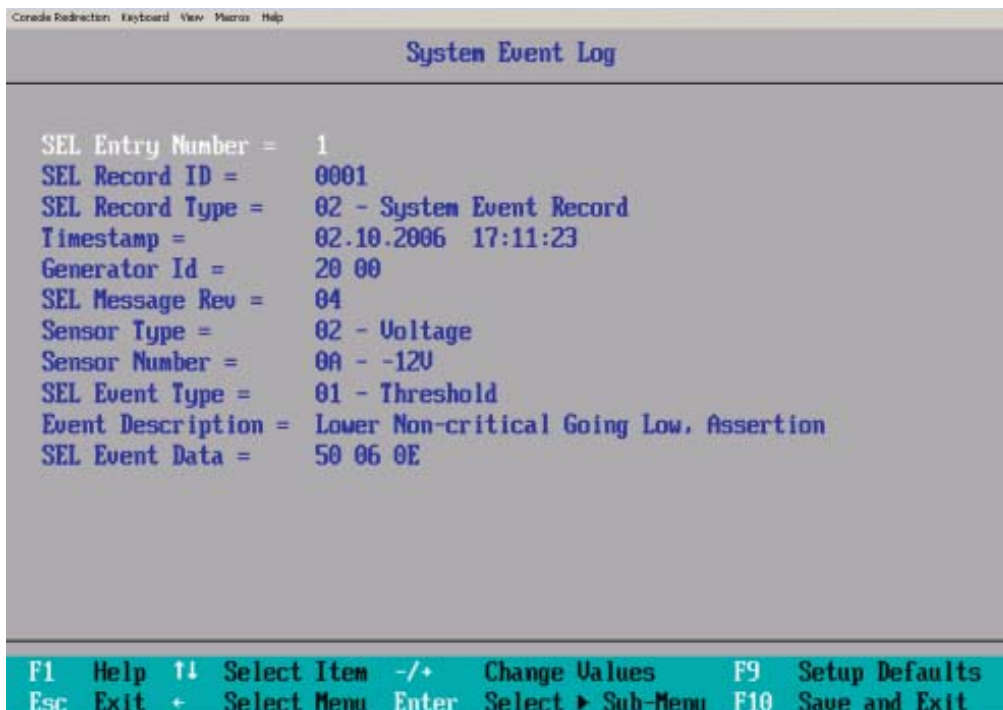 Console Redirection Keyboard View Macros Help
System Event Log
SEL Entry Number = 1
SEL Record ID = 0001
SEL Record Type = 02 - System Event Record
Timestamp = 02.10.2006 17:11:23
Generator Id = 20 00
SEL Message Rev = 04
Sensor Type = 02 - Voltage
Sensor Number = 0A - -12V
SEL Event Type = 01 - Threshold
Event Description = Lower Non-critical Going Low, Assertion
SEL Event Data = 50 06 0E
F1 Help ↑↓ Select Item -/+ Change Values F9 Setup Defaults
Esc Exit ← Select Menu Enter Select ▶ Sub-Menu F10 Save and Exit